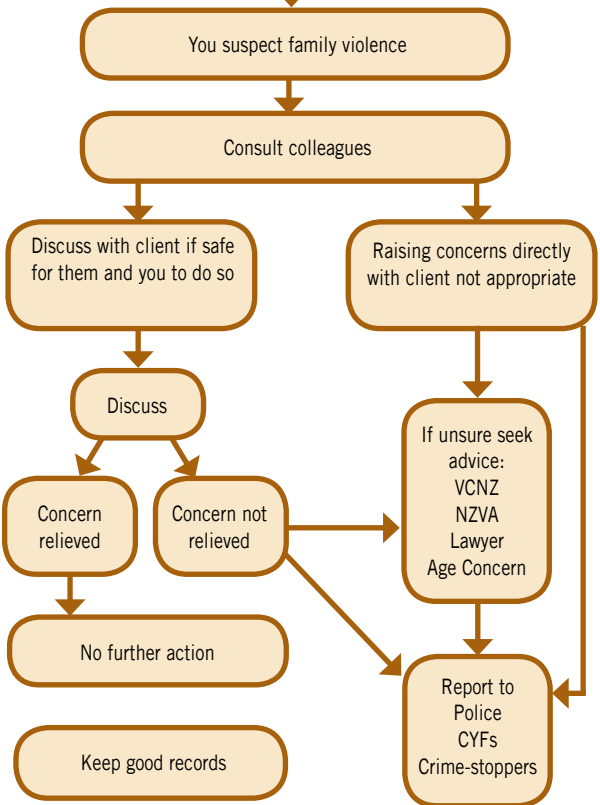 You suspect family violence
Consult colleagues
Discuss with client if safe
for them and you to do so
Raising concerns directly
with client not appropriate
Discuss
If unsure seek
advice:
VCNZ
NZVA
Lawyer
Age Concern
Concern
relieved
Concern not
relieved
No further action
Report to
Police
CYFs
Crime-stoppers
Keep good records